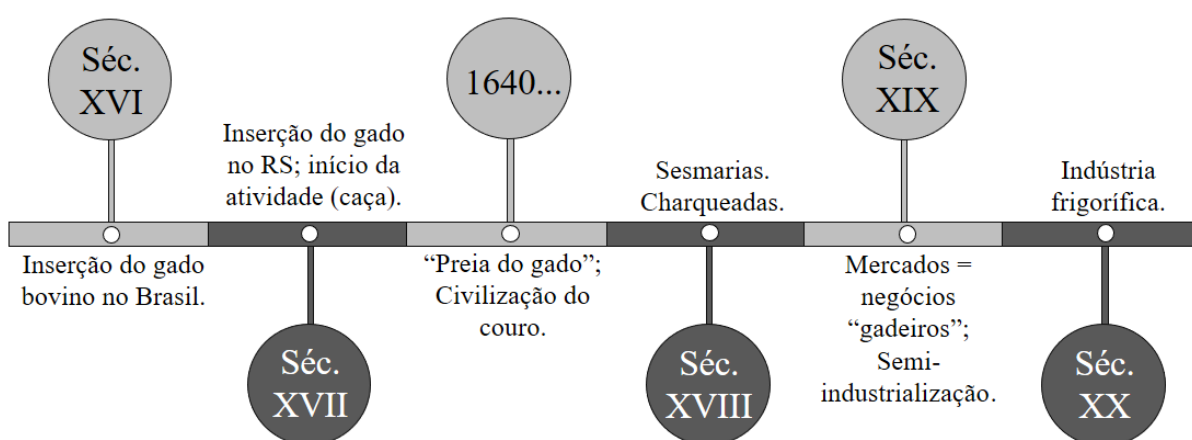 Séc.
XVI
Inserção do gado
bovino no Brasil.
Inserção do gado
no RS; início da
atividade (caça).
Séc.
XVII
1640...
“Preia do gado”;
Civilização do
couro.
Sesmarias.
Charqueadas.
Séc.
XVIII
Séc.
XIX
Mercados =
negócios
“gadeiros”;
Semi-
industrialização.
Indústria
frigorífica.
Séc.
XX